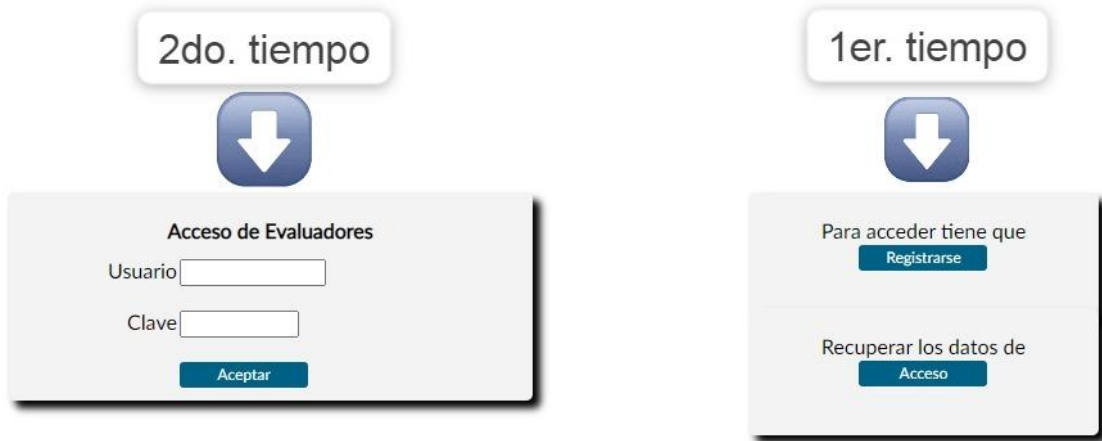 2do. tiempo
Acceso de Evaluadores
Usuario
Clave
Aceptar
1er. tiempo
Para acceder tiene que
Registrarse
Recuperar los datos de
Acceso